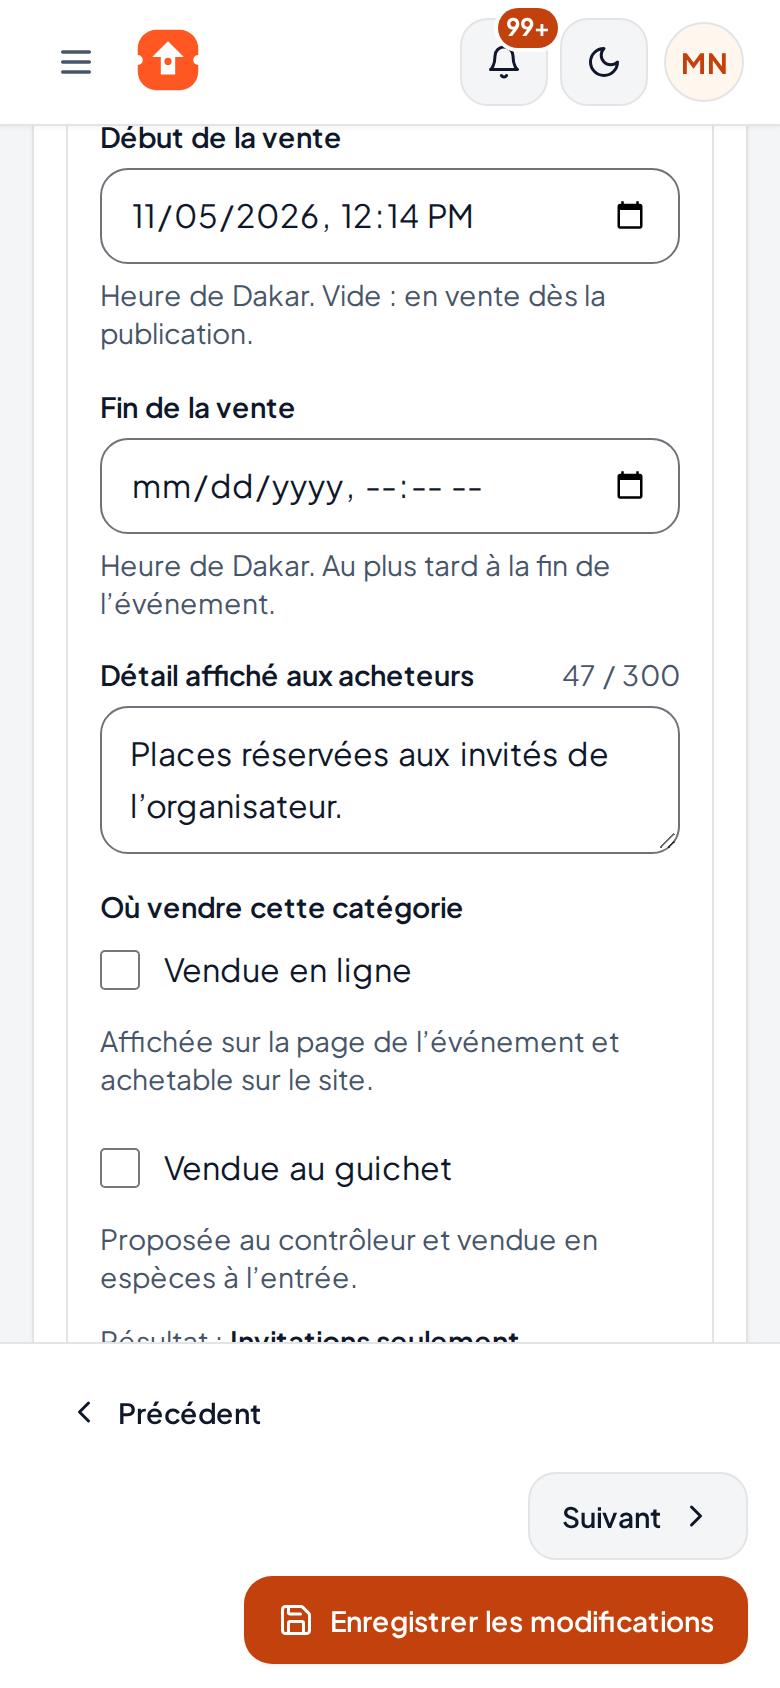 99+
MN
Début de la vente
11/05/2026, 12:14 PM
Heure de Dakar. Vide : en vente dès la
publication.
Fin de la vente
mm/dd/yyyy, --:-- --
Heure de Dakar. Au plus tard à la fin de
l’événement.
Détail affiché aux acheteurs 47 / 300
Places réservées aux invités de
l’organisateur.
Où vendre cette catégorie
Vendue en ligne
Affichée sur la page de l’événement et
achetable sur le site.
Vendue au guichet
Proposée au contrôleur et vendue en
espèces à l’entrée.
Résultat : Invitations seulement
Précédent
Suivant
Enregistrer les modifications